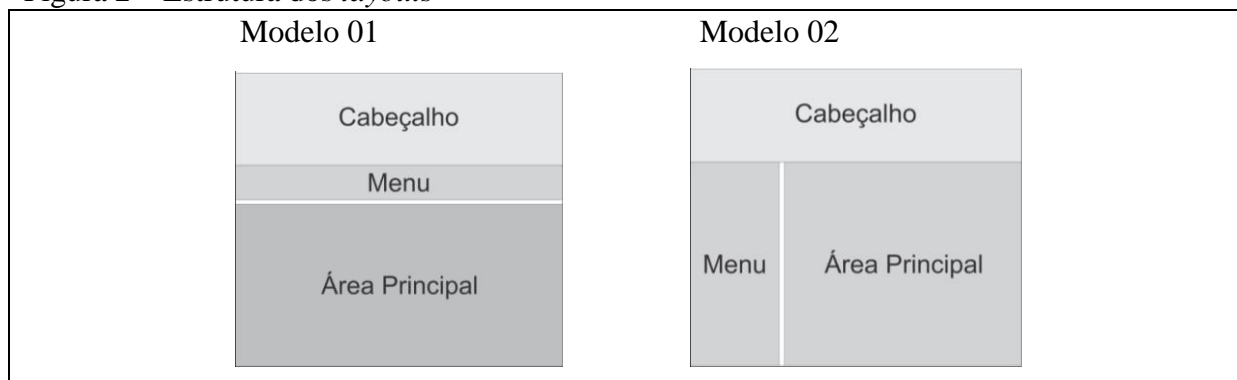 Figura 2 – Estrutura dos layouts
Modelo 01
Cabeçalho
Menu
Área Principal
Modelo 02
Cabeçalho
Menu
Área Principal